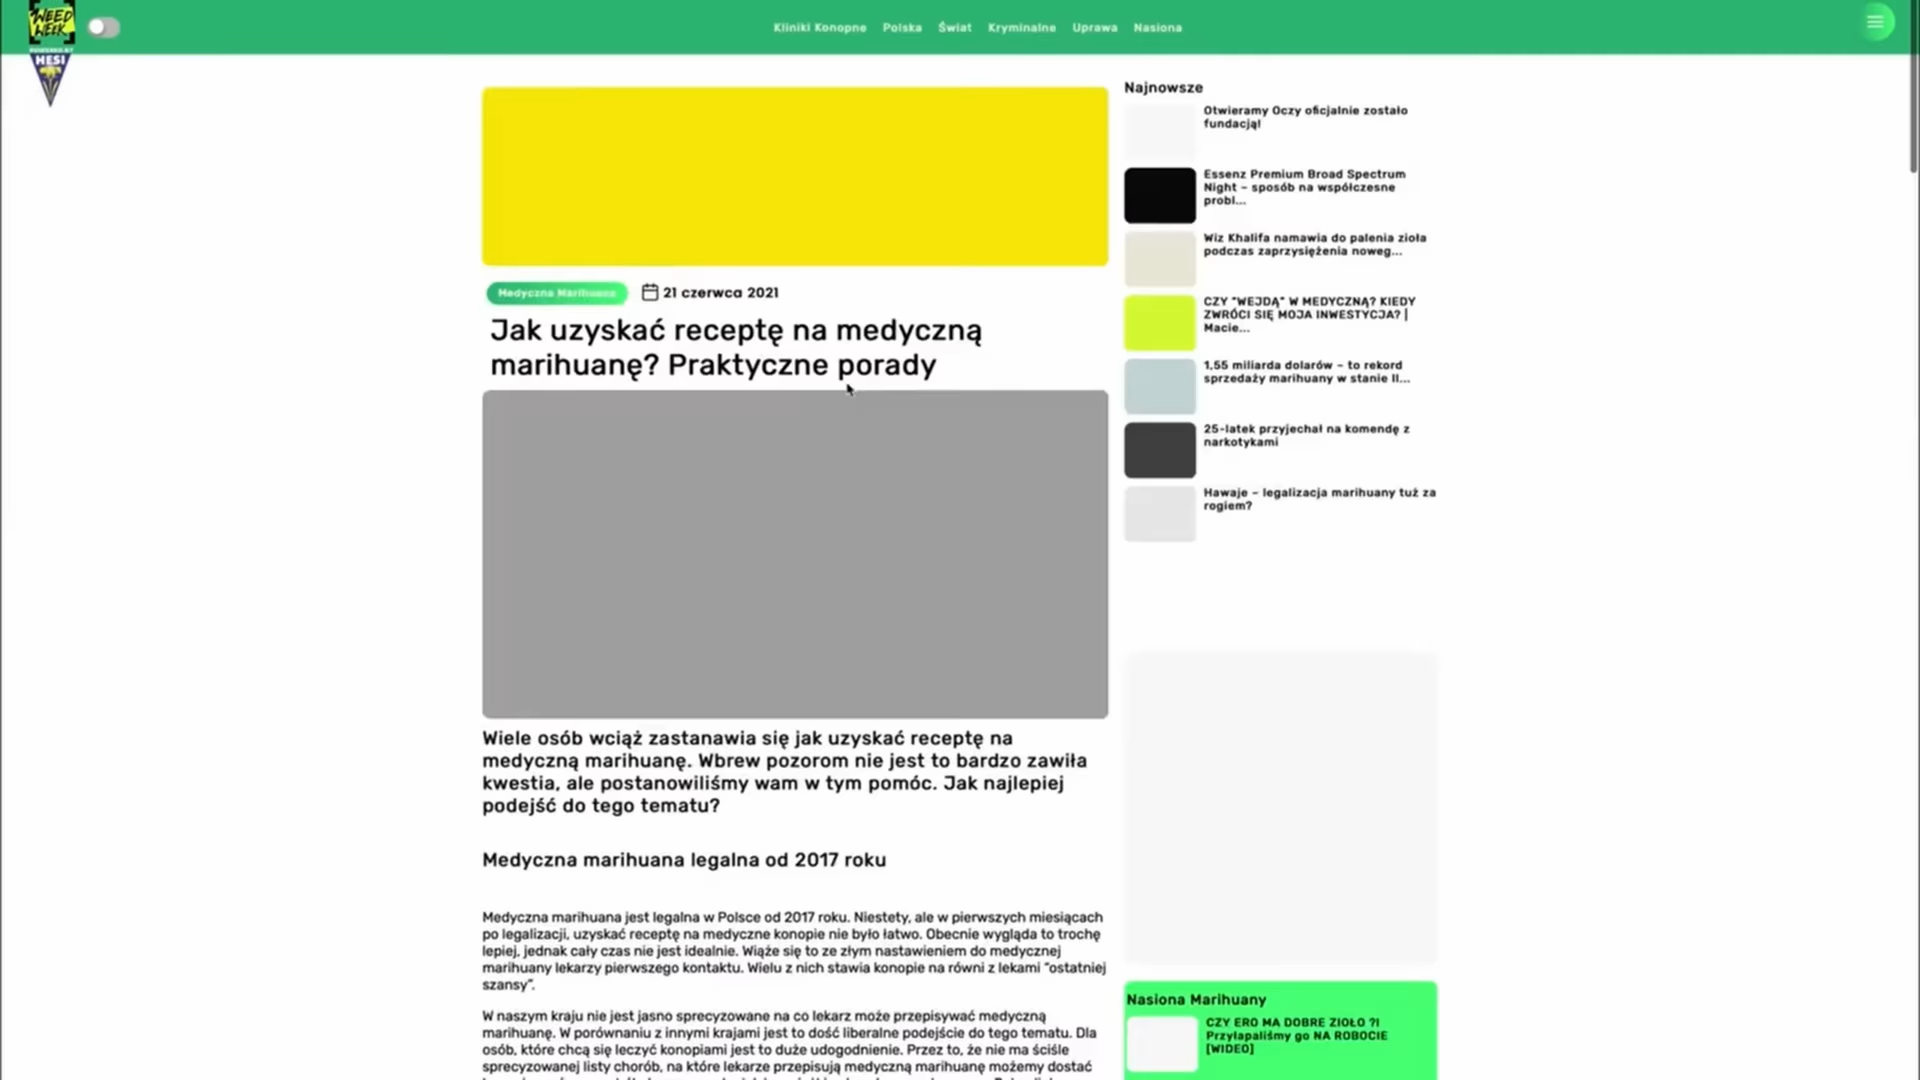 WEED
WEEK
HESI
Kliniki Konopne Polska Świat Kryminalne Uprawa Nasiona
Medyczna Marihuana
21 czerwca 2021
Jak uzyskać receptę na medyczną
marihuanę? Praktyczne porady
Wiele osób wciąż zastanawia się jak uzyskać receptę na
medyczną marihuanę. Wbrew pozorom nie jest to bardzo zawiła
kwestia, ale postanowiliśmy wam w tym pomóc. Jak najlepiej
podejść do tego tematu?
Medyczna marihuana legalna od 2017 roku
Medyczna marihuana jest legalna w Polsce od 2017 roku. Niestety, ale w pierwszych miesiącach
po legalizacji, uzyskać receptę na medyczne konopie nie było łatwo. Obecnie wygląda to trochę
lepiej, jednak cały czas nie jest idealnie. Wiąże się to ze złym nastawieniem do medycznej
marihuany lekarzy pierwszego kontaktu. Wielu z nich stawia konopie na równi z lekami “ostatniej
szansy”.
W naszym kraju nie jest jasno sprecyzowane na co lekarz może przepisywać medyczną
marihuanę. W porównaniu z innymi krajami jest to dość liberalne podejście do tego tematu. Dla
osób, które chcą się leczyć konopiami jest to duże udogodnienie. Przez to, że nie ma ściśle
sprecyzowanej listy chorób, na które lekarze przepisują medyczną marihuanę możemy dostać
Najnowsze
Otwieramy Oczy oficjalnie zostało
fundacją!
Essenz Premium Broad Spectrum
Night – sposób na współczesne
probl...
Wiz Khalifa namawia do palenia zioła
podczas zaprzysiężenia noweg...
CZY “WEJDĄ” W MEDYCZNĄ? KIEDY
ZWRÓCI SIĘ MOJA INWESTYCJA? |
Macie...
1,55 miliarda dolarów – to rekord
sprzedaży marihuany w stanie Il...
25-latek przyjechał na komendę z
narkotykami
Hawaje – legalizacja marihuany tuż za
rogiem?
Nasiona Marihuany
CZY ERO MA DOBRE ZIOŁO ?!
Przyłapaliśmy go NA ROBOCIE
[WIDEO]